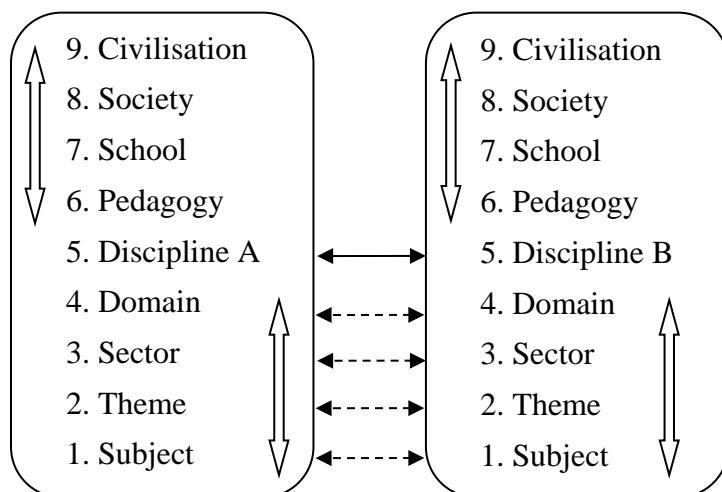 9. Civilisation
8. Society
7. School
6. Pedagogy
5. Discipline A
4. Domain
3. Sector
2. Theme
1. Subject
9. Civilisation
8. Society
7. School
6. Pedagogy
5. Discipline B
4. Domain
3. Sector
2. Theme
1. Subject